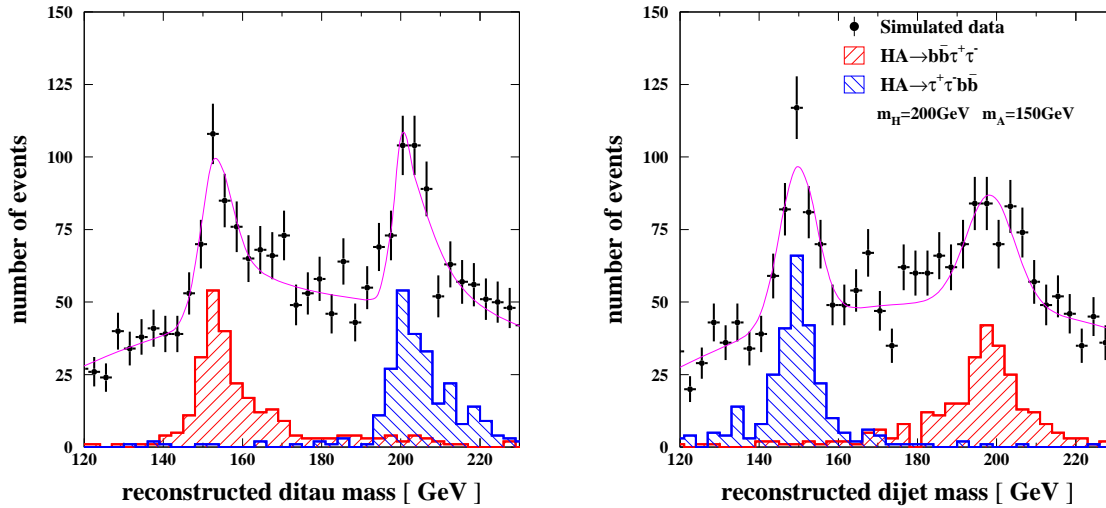 150
125
100
75
50
25
0
120 140 160 180 200 220
number of events
reconstructed ditau mass [ GeV ]
150
125
100
75
50
25
0
120 140 160 180 200 220
number of events
reconstructed dijet mass [ GeV ]
Simulated data
HA→bb̄τ⁺τ⁻
HA→τ⁺τ⁻bb̄
m_H=200GeV m_A=150GeV